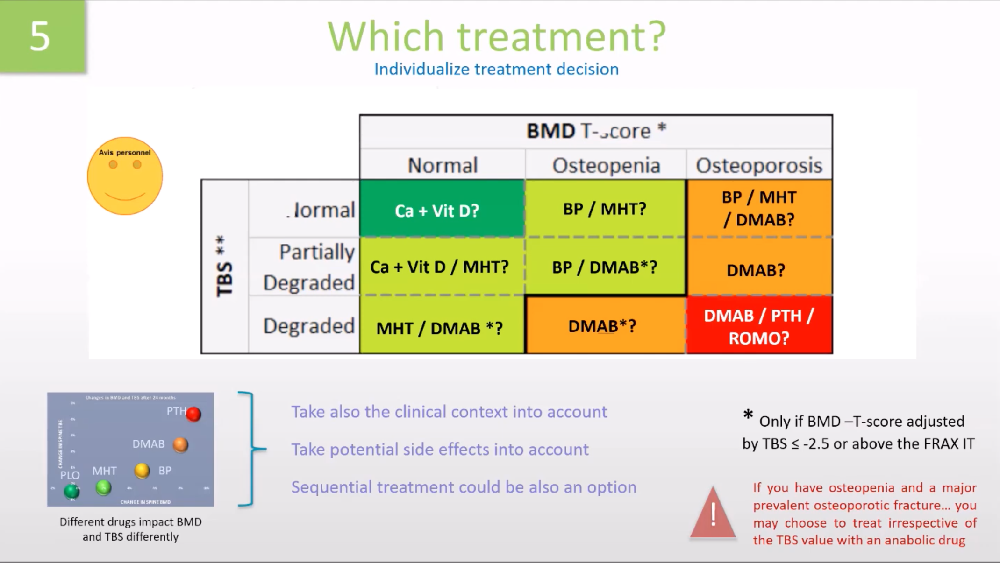 5
Which treatment?
Individualize treatment decision
Avis personnel
BMD T-score *
Normal
Osteopenia
Osteoporosis
TBS **
Normal
Ca + Vit D?
BP / MHT?
BP / MHT
/ DMAB?
Partially
Degraded
Ca + Vit D / MHT?
BP / DMAB*?
DMAB?
Degraded
MHT / DMAB *?
DMAB*?
DMAB / PTH /
ROMO?
Changes in BMD and TBS after 24 months
CHANGE IN SPINE TBS
PTH
DMAB
BP
MHT
PLO
CHANGE IN SPINE BMD
Different drugs impact BMD
and TBS differently
Take also the clinical context into account
Take potential side effects into account
Sequential treatment could be also an option
* Only if BMD –T-score adjusted
by TBS ≤ -2.5 or above the FRAX IT
!
If you have osteopenia and a major
prevalent osteoporotic fracture... you
may choose to treat irrespective of
the TBS value with an anabolic drug